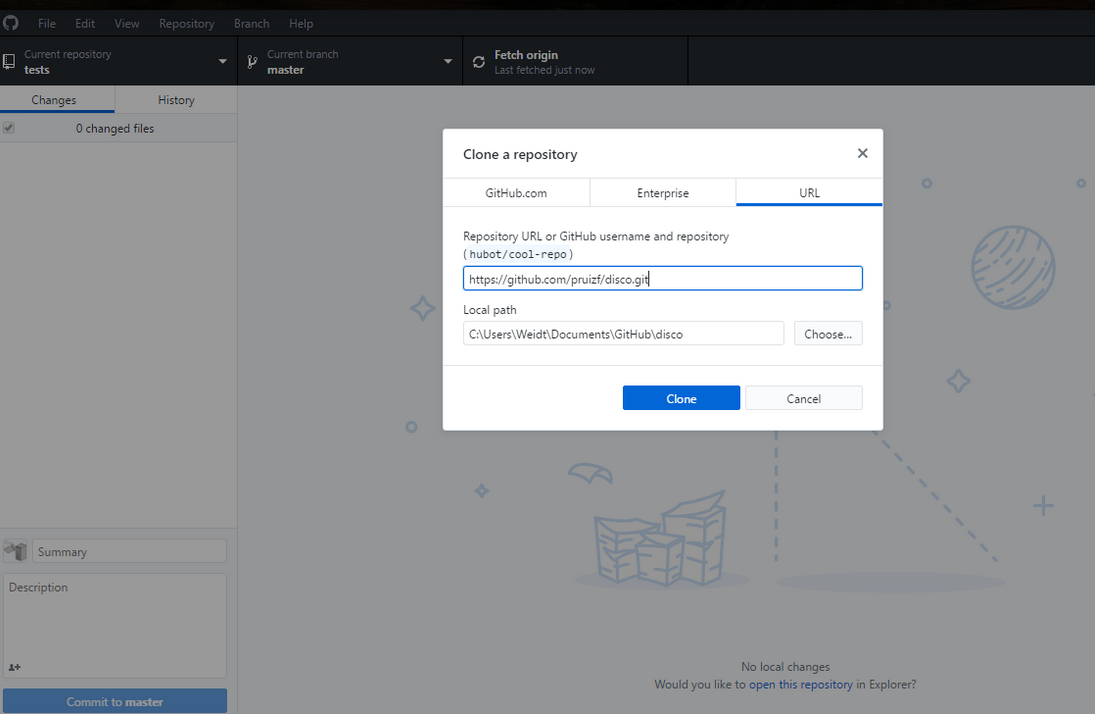 File Edit View Repository Branch Help
Current repository
tests
Current branch
master
Fetch origin
Last fetched just now
Changes History
0 changed files
Clone a repository
GitHub.com Enterprise URL
Repository URL or GitHub username and repository
(hubot/cool-repo)
https://github.com/pruizf/disco.git
Local path
C:\Users\Weidt\Documents\GitHub\disco Choose...
Clone Cancel
Summary
Description
Commit to master
No local changes
Would you like to open this repository in Explorer?